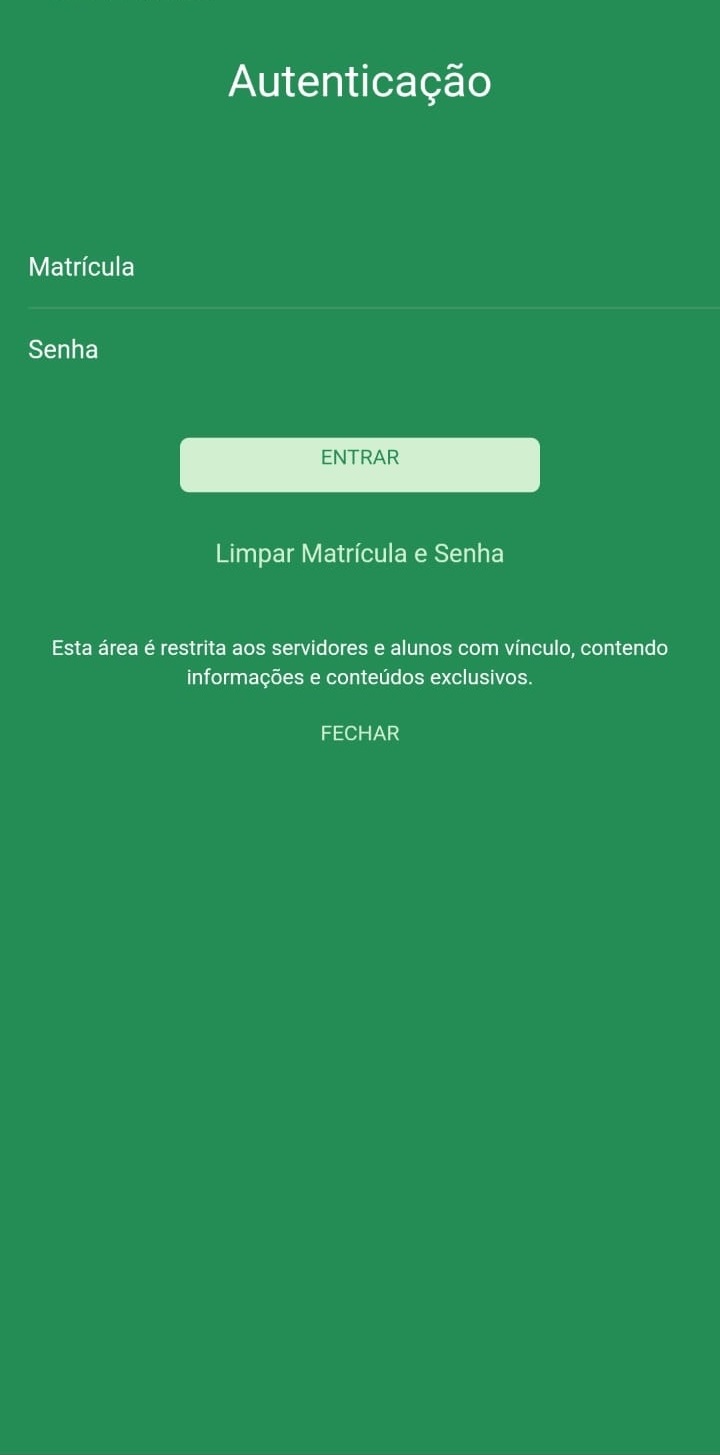 Autenticação
Matrícula
Senha
ENTRAR
Limpar Matrícula e Senha
Esta área é restrita aos servidores e alunos com vínculo, contendo
informações e conteúdos exclusivos.
FECHAR